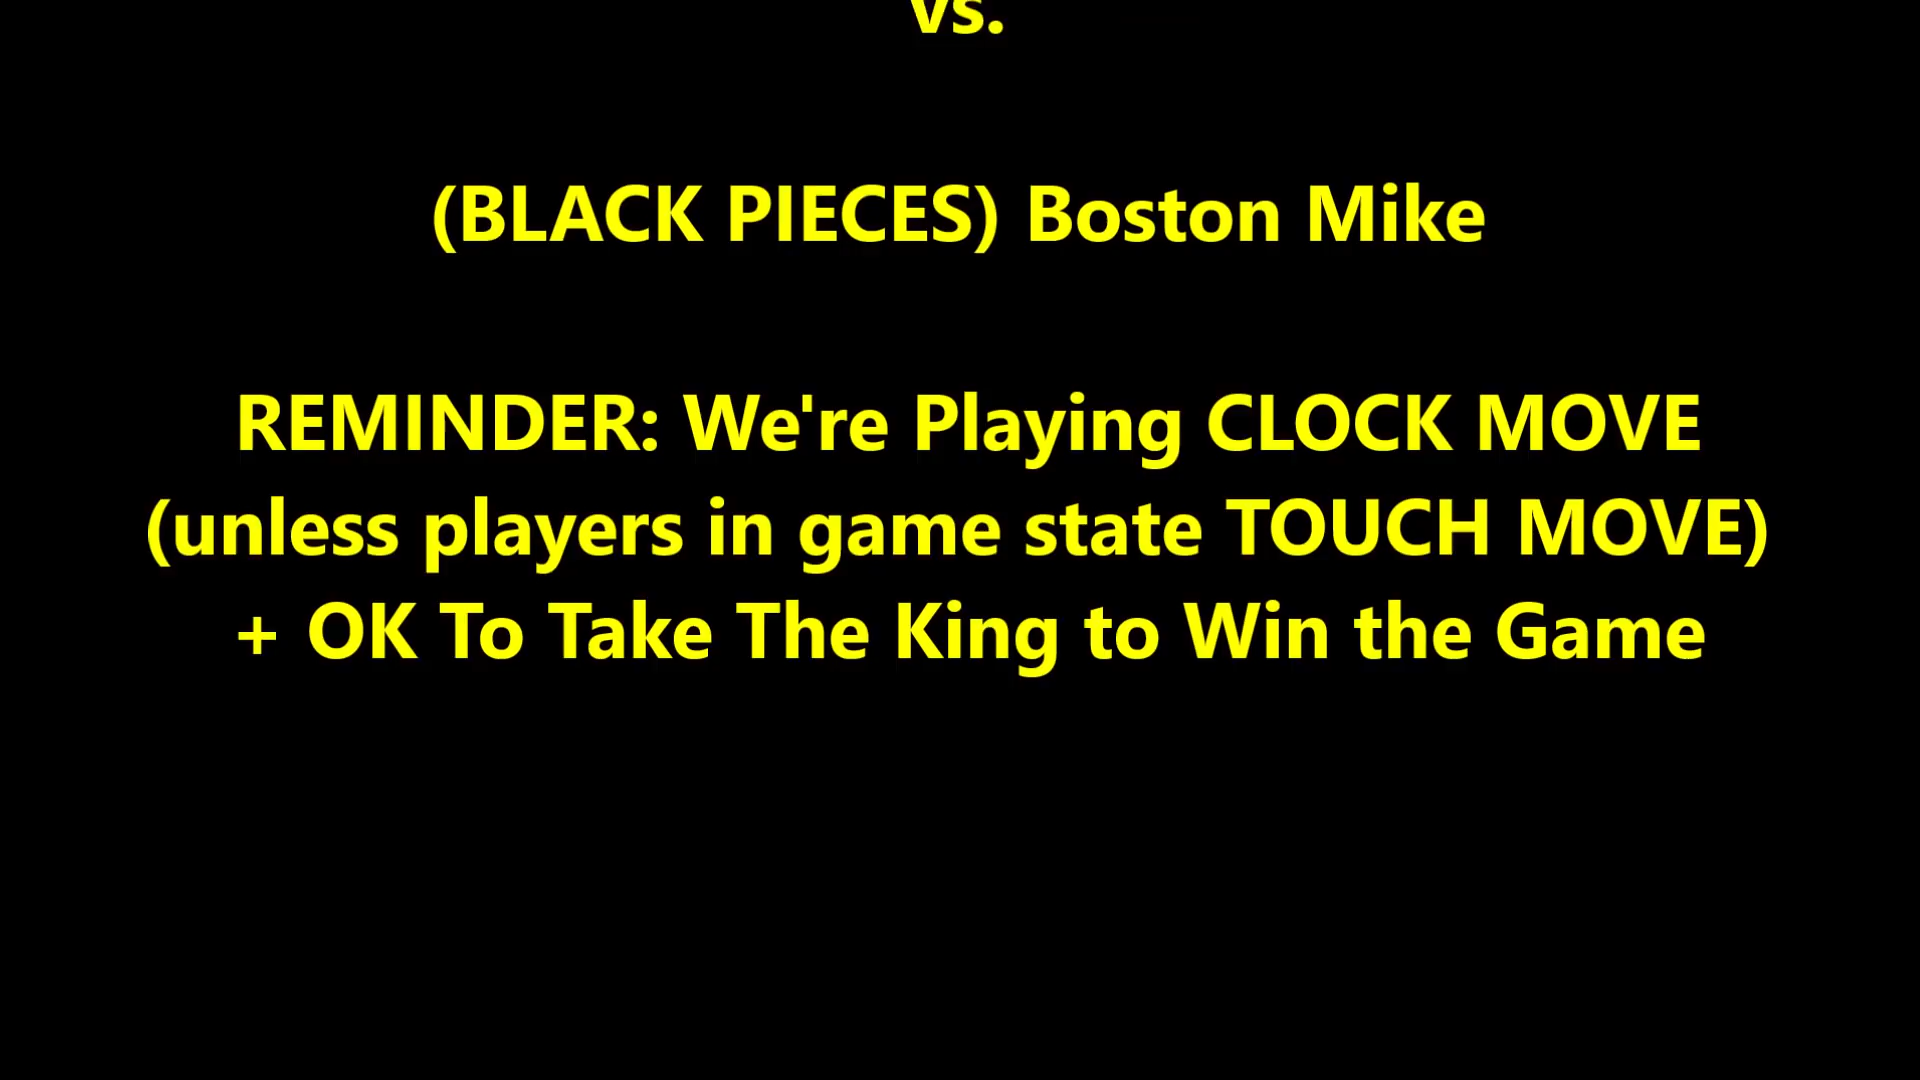 vs.
(BLACK PIECES) Boston Mike
REMINDER: We're Playing CLOCK MOVE
(unless players in game state TOUCH MOVE)
+ OK To Take The King to Win the Game